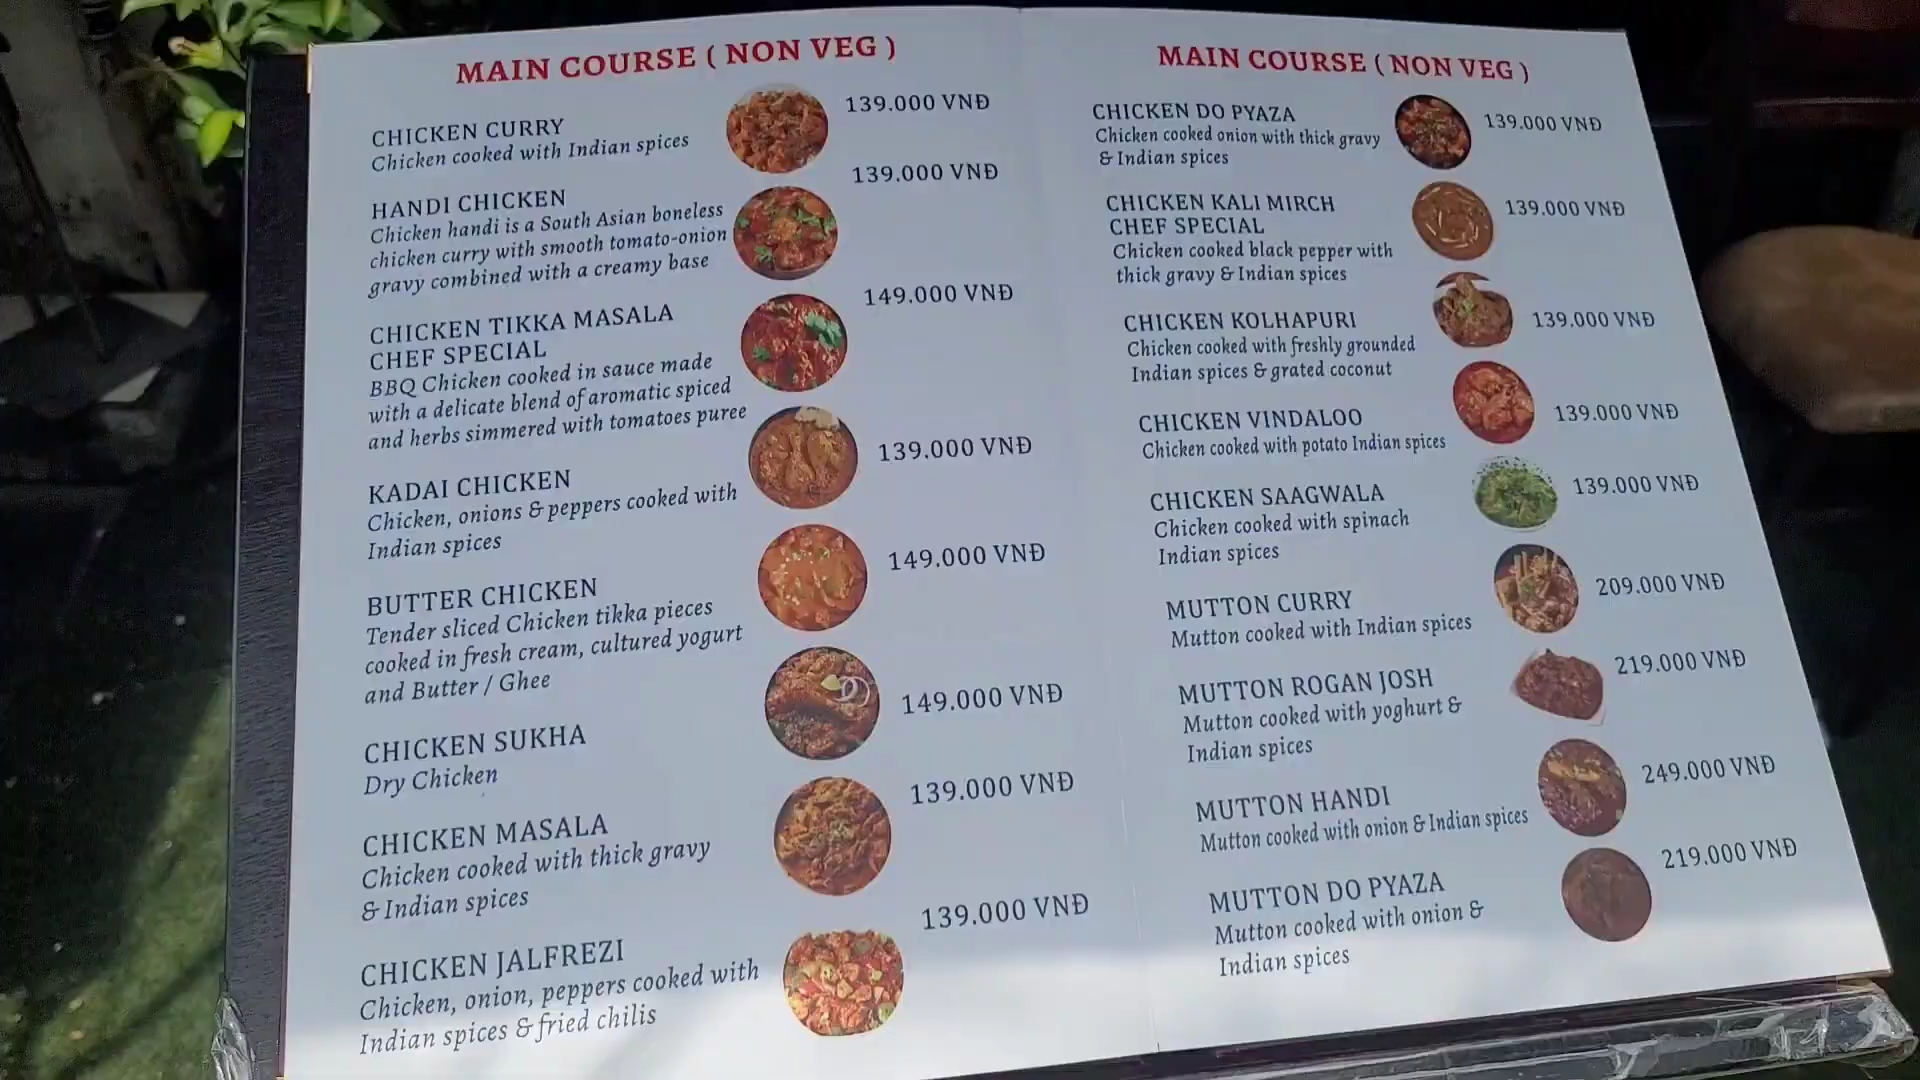 MAIN COURSE ( NON VEG )
CHICKEN CURRY
139.000 VNĐ
Chicken cooked with Indian spices
HANDI CHICKEN
139.000 VNĐ
Chicken handi is a South Asian boneless
chicken curry with smooth tomato-onion
gravy combined with a creamy base
CHICKEN TIKKA MASALA
149.000 VNĐ
CHEF SPECIAL
BBQ Chicken cooked in sauce made
with a delicate blend of aromatic spiced
and herbs simmered with tomatoes puree
KADAI CHICKEN
139.000 VNĐ
Chicken, onions & peppers cooked with
Indian spices
BUTTER CHICKEN
149.000 VNĐ
Tender sliced Chicken tikka pieces
cooked in fresh cream, cultured yogurt
and Butter / Ghee
CHICKEN SUKHA
149.000 VNĐ
Dry Chicken
CHICKEN MASALA
139.000 VNĐ
Chicken cooked with thick gravy
& Indian spices
CHICKEN JALFREZI
139.000 VNĐ
Chicken, onion, peppers cooked with
Indian spices & fried chilis
MAIN COURSE ( NON VEG )
CHICKEN DO PYAZA
139.000 VNĐ
Chicken cooked onion with thick gravy
& Indian spices
CHICKEN KALI MIRCH
139.000 VNĐ
CHEF SPECIAL
Chicken cooked black pepper with
thick gravy & Indian spices
CHICKEN KOLHAPURI
139.000 VNĐ
Chicken cooked with freshly grounded
Indian spices & grated coconut
CHICKEN VINDALOO
139.000 VNĐ
Chicken cooked with potato Indian spices
CHICKEN SAAGWALA
139.000 VNĐ
Chicken cooked with spinach
Indian spices
MUTTON CURRY
209.000 VNĐ
Mutton cooked with Indian spices
MUTTON ROGAN JOSH
219.000 VNĐ
Mutton cooked with yoghurt &
Indian spices
MUTTON HANDI
249.000 VNĐ
Mutton cooked with onion & Indian spices
MUTTON DO PYAZA
219.000 VNĐ
Mutton cooked with onion &
Indian spices